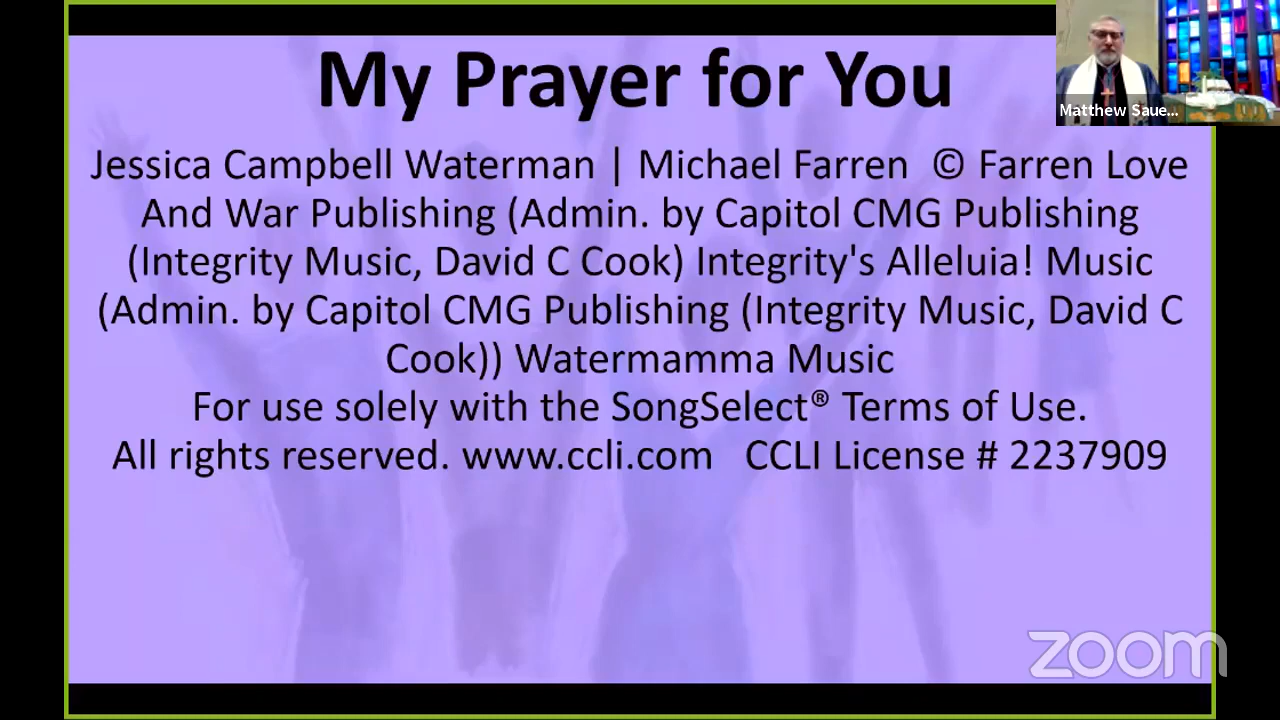 My Prayer for You
Matthew Saue...
Jessica Campbell Waterman | Michael Farren © Farren Love
And War Publishing (Admin. by Capitol CMG Publishing
(Integrity Music, David C Cook) Integrity's Alleluia! Music
(Admin. by Capitol CMG Publishing (Integrity Music, David C
Cook)) Watermamma Music
For use solely with the SongSelect® Terms of Use.
All rights reserved. www.ccli.com CCLI License # 2237909
zoom